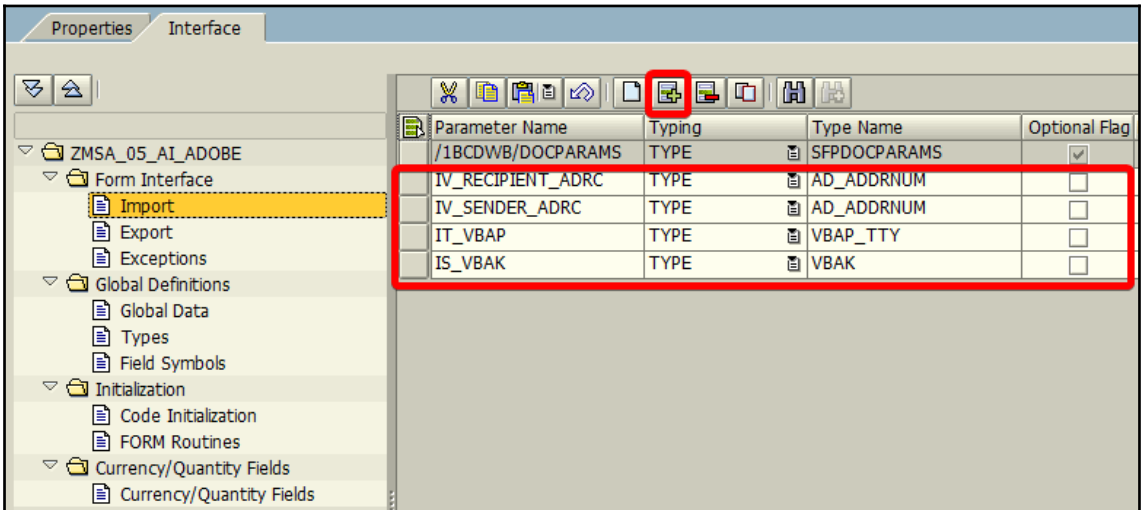 Properties Interface
Parameter Name Typing Type Name Optional Flag
ZMSA_05_AI_ADOBE
Form Interface
Import
Export
Exceptions
Global Definitions
Global Data
Types
Field Symbols
Initialization
Code Initialization
FORM Routines
Currency/Quantity Fields
Currency/Quantity Fields
/1BCDWB/DOCPARAMS TYPE SFPDOCPARAMS
IV_RECIPIENT_ADRC TYPE AD_ADDRNUM
IV_SENDER_ADRC TYPE AD_ADDRNUM
IT_VBAP TYPE VBAP_TTY
IS_VBAK TYPE VBAK